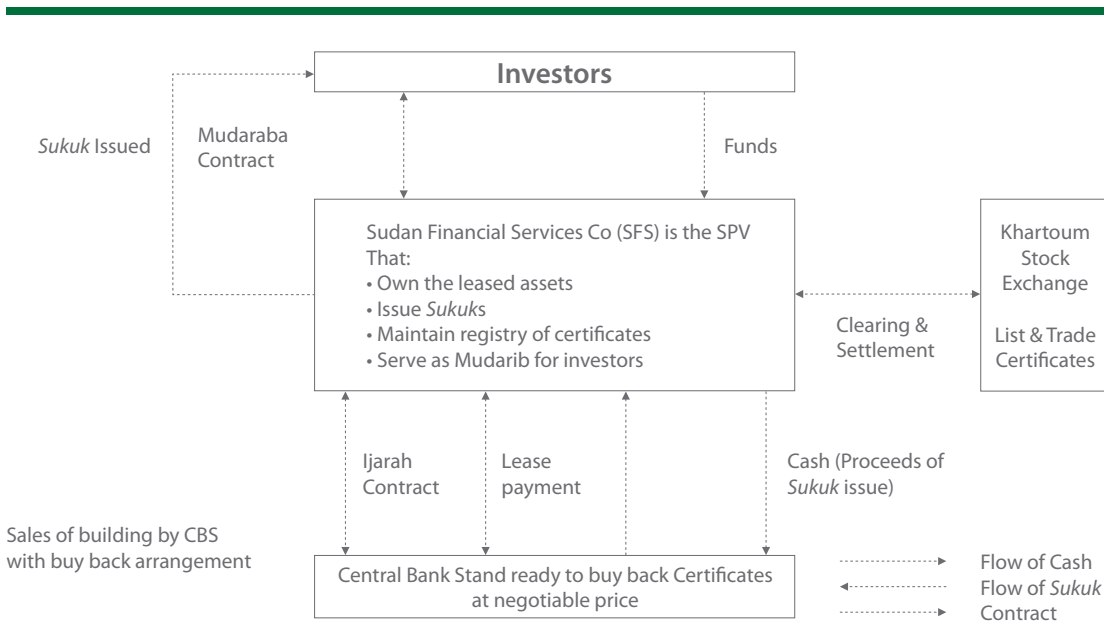 Investors
Sukuk Issued
Mudaraba
Contract
Funds
Sudan Financial Services Co (SFS) is the SPV
That:
• Own the leased assets
• Issue Sukuks
• Maintain registry of certificates
• Serve as Mudarib for investors
Clearing &
Settlement
Khartoum
Stock
Exchange
List & Trade
Certificates
Ijarah
Contract
Lease
payment
Cash (Proceeds of
Sukuk issue)
Sales of building by CBS
with buy back arrangement
Central Bank Stand ready to buy back Certificates
at negotiable price
Flow of Cash
Flow of Sukuk
Contract